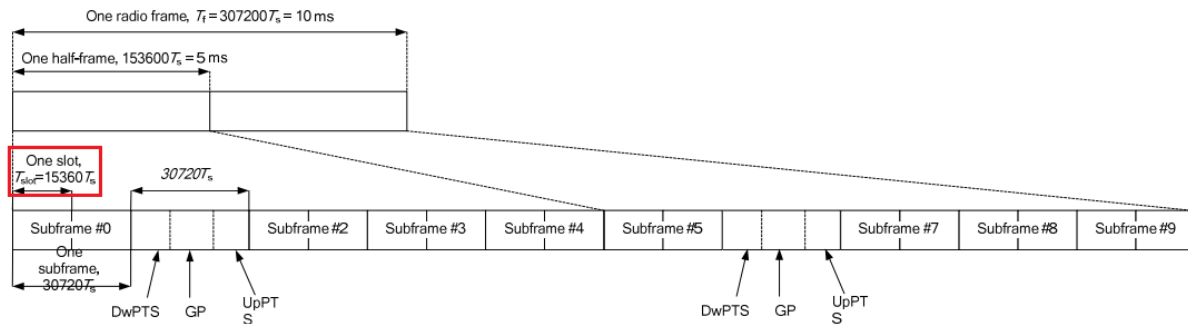 One radio frame, Tf = 307200Ts = 10 ms
One half-frame, 153600Ts = 5 ms
One slot,
Tslot=15360Ts
30720Ts
Subframe #0
Subframe #2
Subframe #3
Subframe #4
Subframe #5
Subframe #7
Subframe #8
Subframe #9
One
subframe,
30720Ts
DwPTS
GP
UpPT
S
DwPTS
GP
UpPT
S